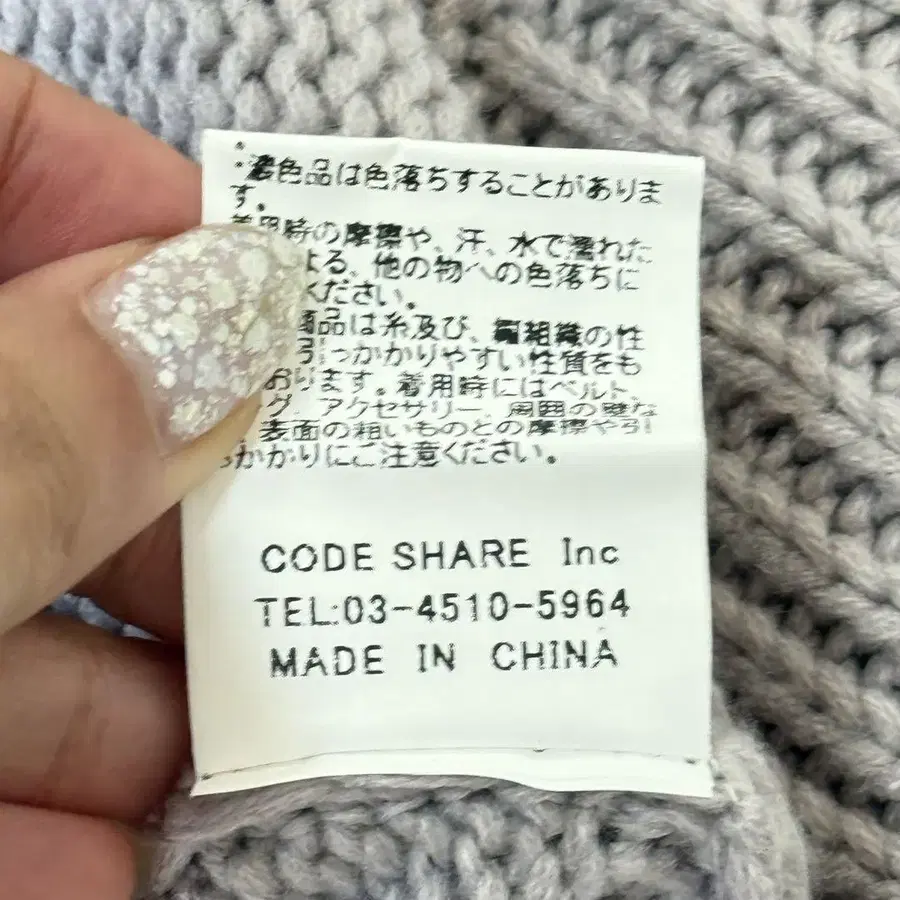 ・濃色品は色落ちすることがありま
す。
着用時の摩擦や、汗、水で濡れた
よる、他の物への色落ちに
ください。
商品は糸及び、編組織の性
引っかかりやすい性質をも
おります。着用時にはベルト、
グ、アクセサリー、周囲の壁な
表面の粗いものとの摩擦や引
っかかりにご注意ください。
CODE SHARE Inc
TEL:03-4510-5964
MADE IN CHINA